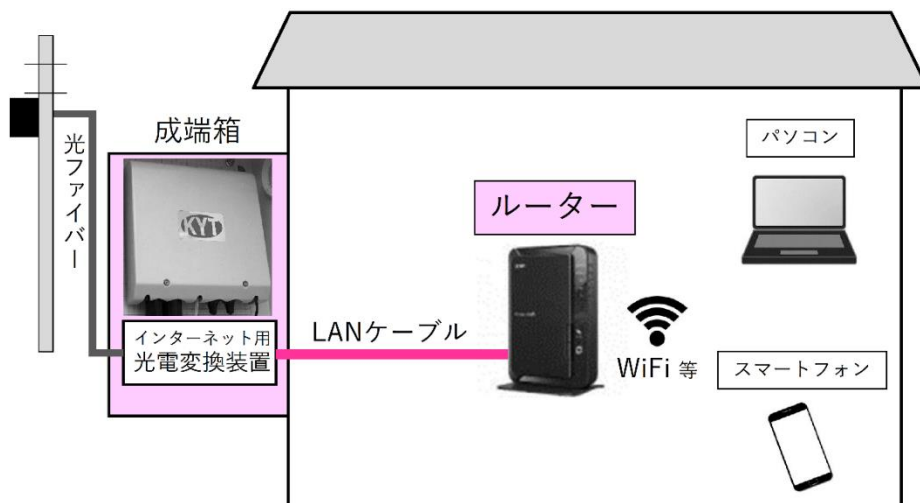 成端箱
光ファイバー
KYT
インターネット用
光電変換装置
LANケーブル
ルーター
WiFi 等
パソコン
スマートフォン